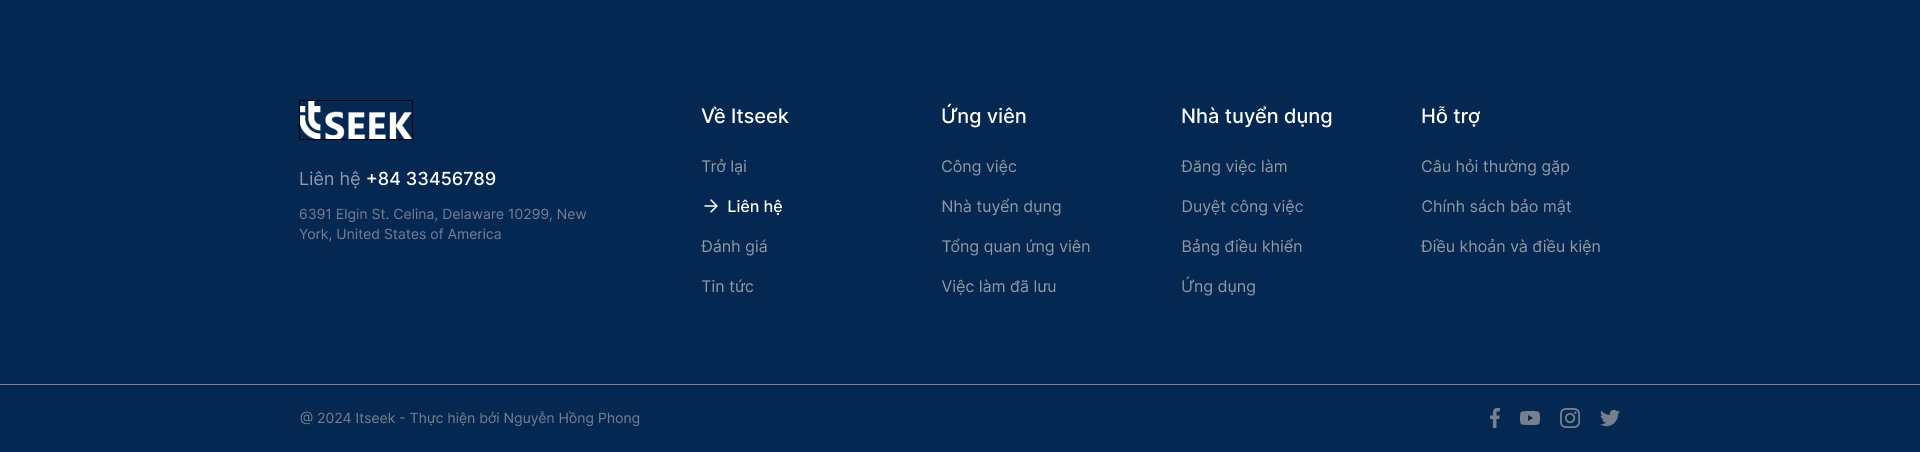 itSEEK
Liên hệ +84 33456789
6391 Elgin St. Celina, Delaware 10299, New
York, United States of America
Về Itseek
Trở lại
Liên hệ
Đánh giá
Tin tức
Ứng viên
Công việc
Nhà tuyển dụng
Tổng quan ứng viên
Việc làm đã lưu
Nhà tuyển dụng
Đăng việc làm
Duyệt công việc
Bảng điều khiển
Ứng dụng
Hỗ trợ
Câu hỏi thường gặp
Chính sách bảo mật
Điều khoản và điều kiện
@ 2024 Itseek - Thực hiện bởi Nguyễn Hồng Phong